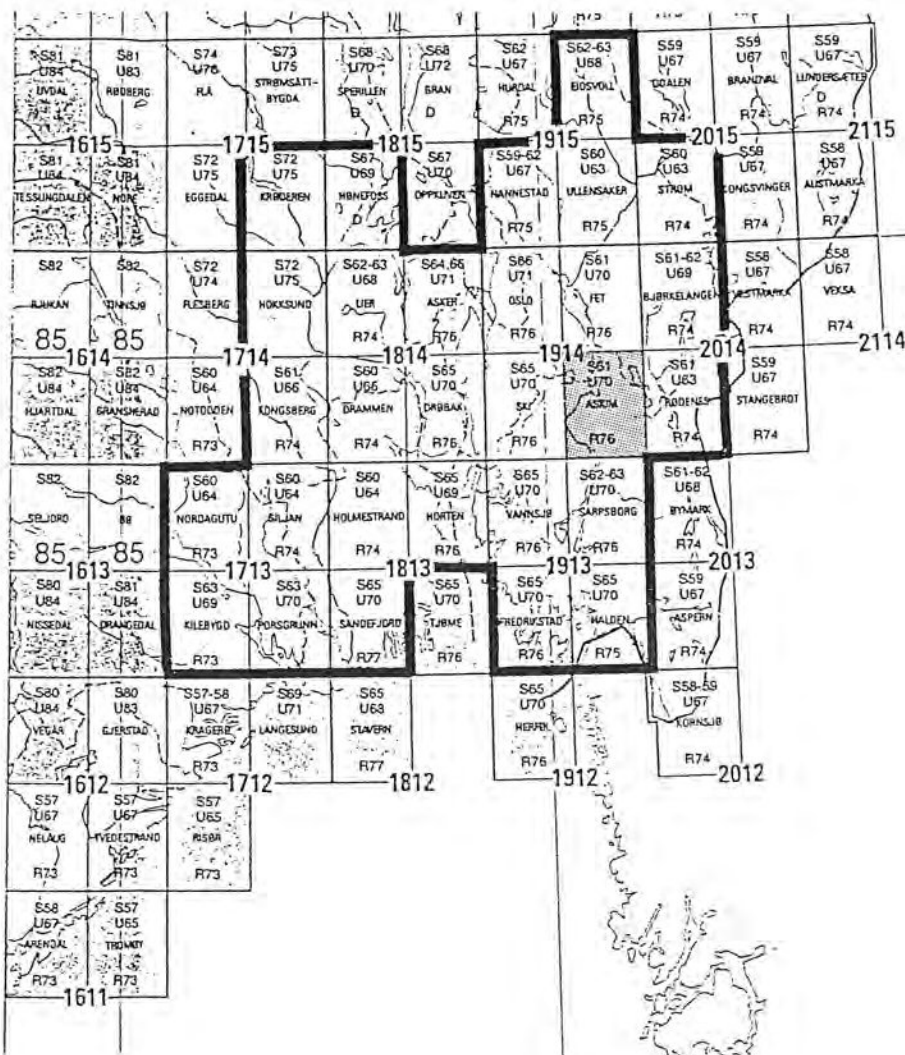 R75
S81
U84
UVDAL
S81
U83
RØDBERG
S74
U76
FLÅ
S73
U75
STRØMSÅTT-
BYGDA
S68
U70
SPERILLEN
D
S68
U72
GRAN
D
S62
U67
HURDAL
R75
S62-63
U68
EIDSVOLL
R75
S59
U67
ODALEN
R74
S59
U67
BRANDVAL
R74
S59
U67
LUNDERSÆTER
D
R74
1615
1715
1815
1915
2015
2115
S81
U84
TESSUNGDALEN
S81
U84
NORE
S72
U75
EGGEDAL
S72
U75
KRØDEREN
S67
U69
HØNEFOSS
D
S67
U70
OPPKUVEN
S59-62
U67
NANNESTAD
R75
S60
U63
ULLENSAKER
R75
S60
U63
STRØM
R74
S59
U67
KONGSVINGER
R74
S58
U67
AUSTMARKA
R74
S82
RJUKAN
85
S82
TINNSJØ
85
S72
U74
FLESBERG
S72
U75
HOKKSUND
S62-63
U68
LIER
R74
S64,66
U71
ASKER
R76
S66
U71
OSLO
R76
S61
U70
FET
R76
S61-62
U69
BJØRKELANGEN
R74
S58
U67
VESTMARKA
R74
S58
U67
VEKSA
R74
1614
1714
1814
1914
2014
2114
S82
U84
HJARTDAL
S82
U84
GRANSHERAD
S60
U64
NOTODDEN
R73
S61
U66
KONGSBERG
R74
S60
U66
DRAMMEN
R74
S65
U70
DRØBAK
R76
S65
U70
SKI
R76
S61
U70
ASKIM
R76
S61
U83
RØDENES
R74
S59
U67
STANGEBROT
R74
S82
SELJORD
85
S82
BØ
85
S60
U64
NORDAGUTU
R73
S60
U64
SILJAN
R74
S60
U64
HOLMESTRAND
R74
S65
U69
HORTEN
R76
S65
U70
VANNSJØ
R76
S62-63
U70
SARPSBORG
R76
S61-62
U68
BYMARK
R74
1613
1713
1813
1913
2013
S80
U84
NISSEDAL
S81
U84
DRANGEDAL
S63
U69
KILEBYGD
R73
S63
U70
PORSGRUNN
S65
U70
SANDEFJORD
R77
S65
U70
TJØME
R76
S65
U70
FREDRIKSTAD
R76
S65
U70
HALDEN
R75
S59
U67
ASPERN
R74
S80
U84
VEGÅR
S80
U83
GJERSTAD
S57-58
U67
KRAGERØ
R73
S69
U71
LANGESUND
S65
U68
STAVERN
R77
S65
U70
HERFØL
R76
S58-59
U67
KORNSJØ
R74
1612
1712
1812
1912
2012
S57
U67
NELAUG
R73
S57
U67
TVEDESTRAND
R73
S57
U65
RISØR
R73
S58
U67
ARENDAL
R73
S57
U65
TROMØY
R73
1611